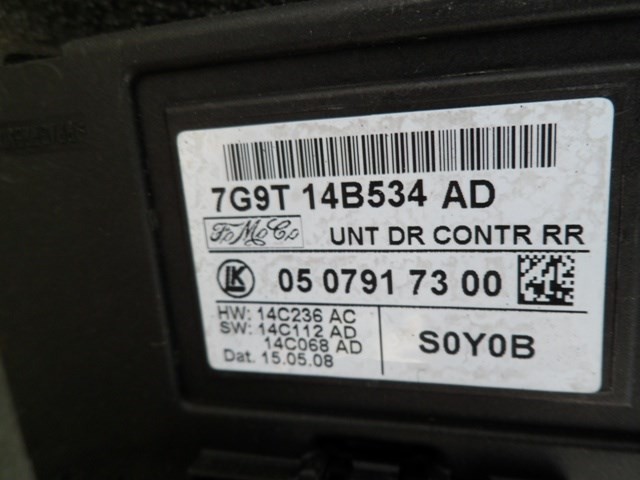 7G9T 14B534 AD
FoMoCo UNT DR CONTR RR
LK 05 0791 73 00
HW: 14C236 AC
SW: 14C112 AD
14C068 AD
Dat. 15.05.08
S0Y0B